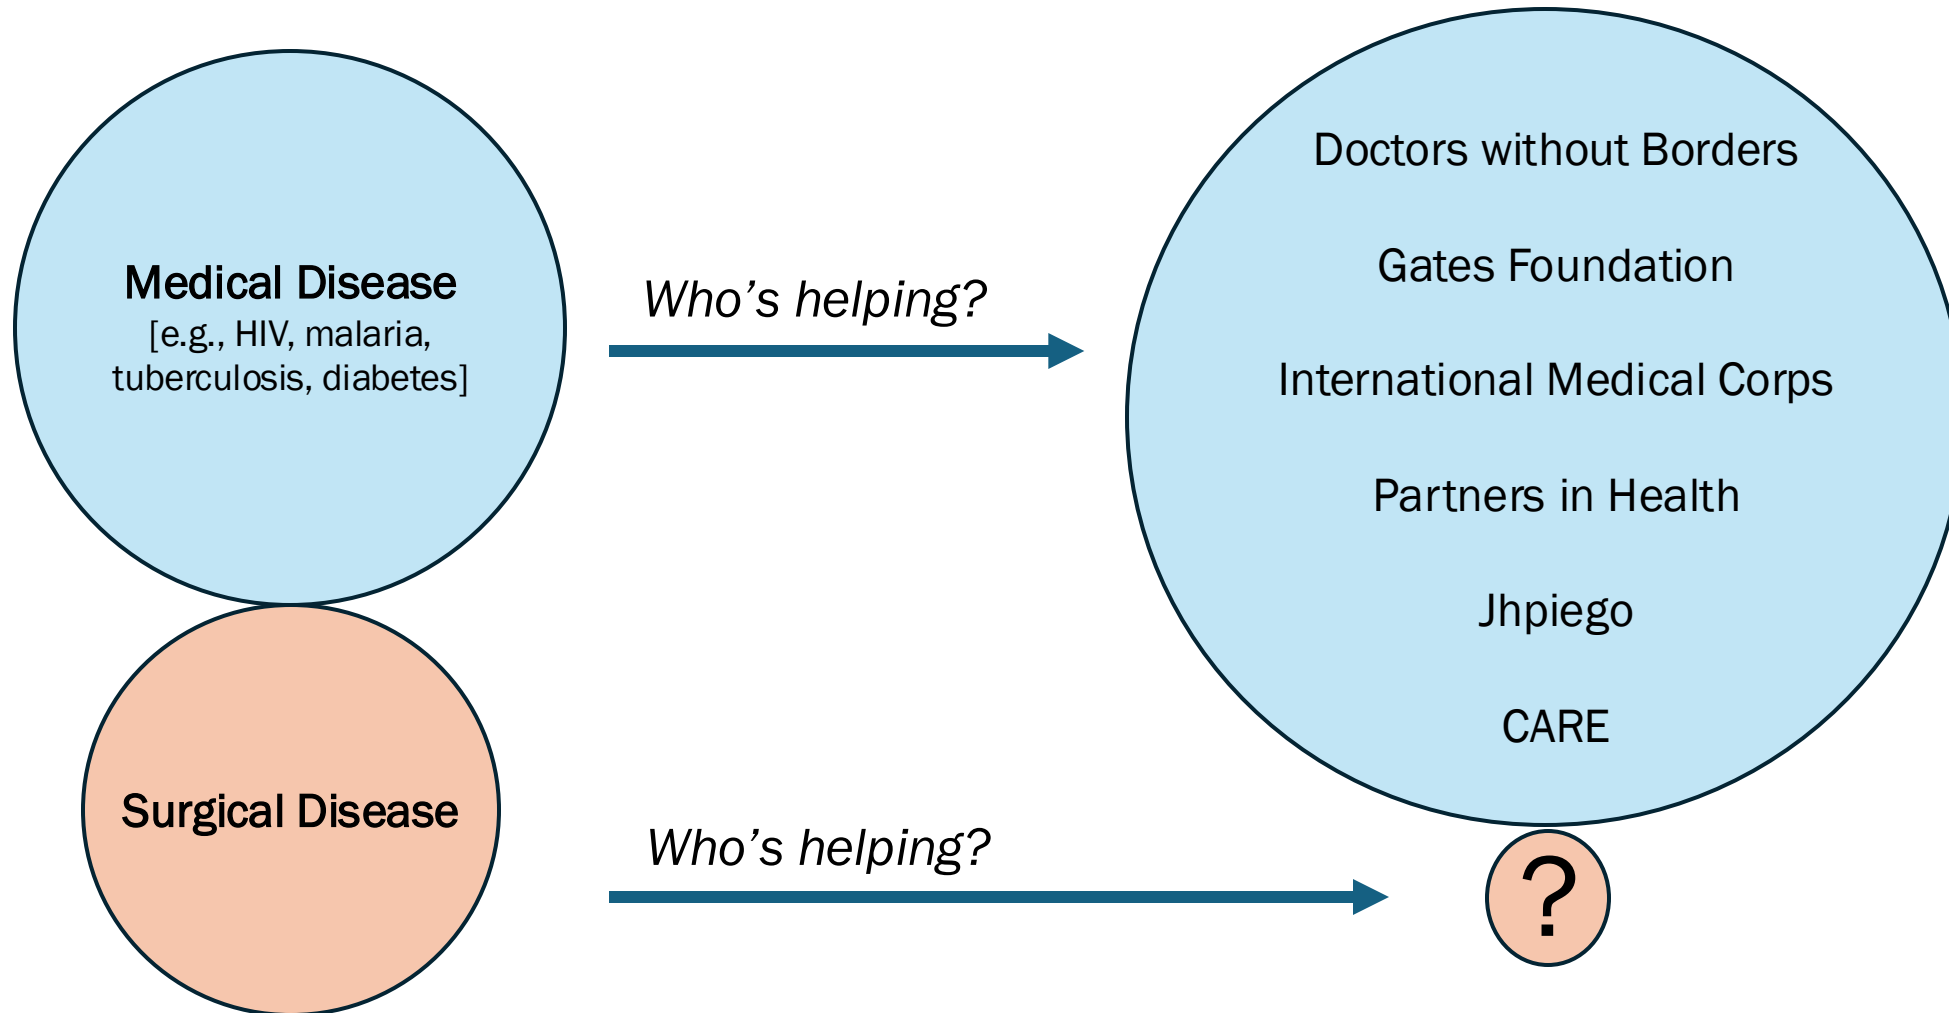 Medical Disease
[e.g., HIV, malaria,
tuberculosis, diabetes]
Who’s helping?
Doctors without Borders
Gates Foundation
International Medical Corps
Partners in Health
Jhpiego
CARE
Surgical Disease
Who’s helping?
?